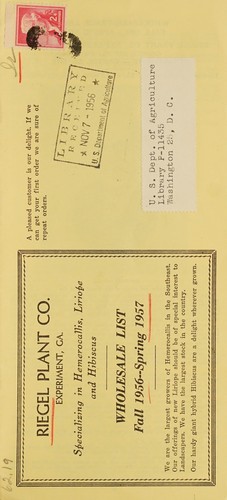 RIEGEL PLANT CO.
EXPERIMENT, GA.
Specializing in Hemerocallis, Liriope
and Hibiscus
WHOLESALE LIST
Fall 1956–Spring 1957
We are the largest growers of Hemerocallis in the Southeast.
Our offerings of new Liriope should be of special interest to
Landscapers. We have the largest stock in the country.
Our hardy giant hybrid Hibiscus are a delight wherever grown.
A pleased customer is our delight. If we
can get your first order we are sure of
repeat orders.
LIBRARY
RECEIVED
★ NOV 7 - 1956 ★
U. S. Department of Agriculture
U. S. Dept. of Agriculture
Library F-11435
Washington 25, D. C.
2¢
62.19